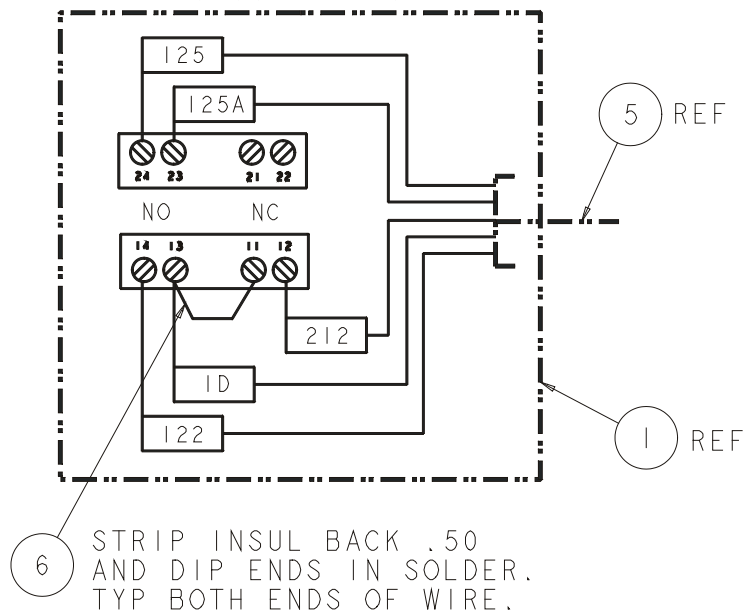 125
125A
5 REF
24 23 21 22
NO NC
14 13 11 12
212
1D
122
1 REF
6
STRIP INSUL BACK .50
AND DIP ENDS IN SOLDER.
TYP BOTH ENDS OF WIRE.